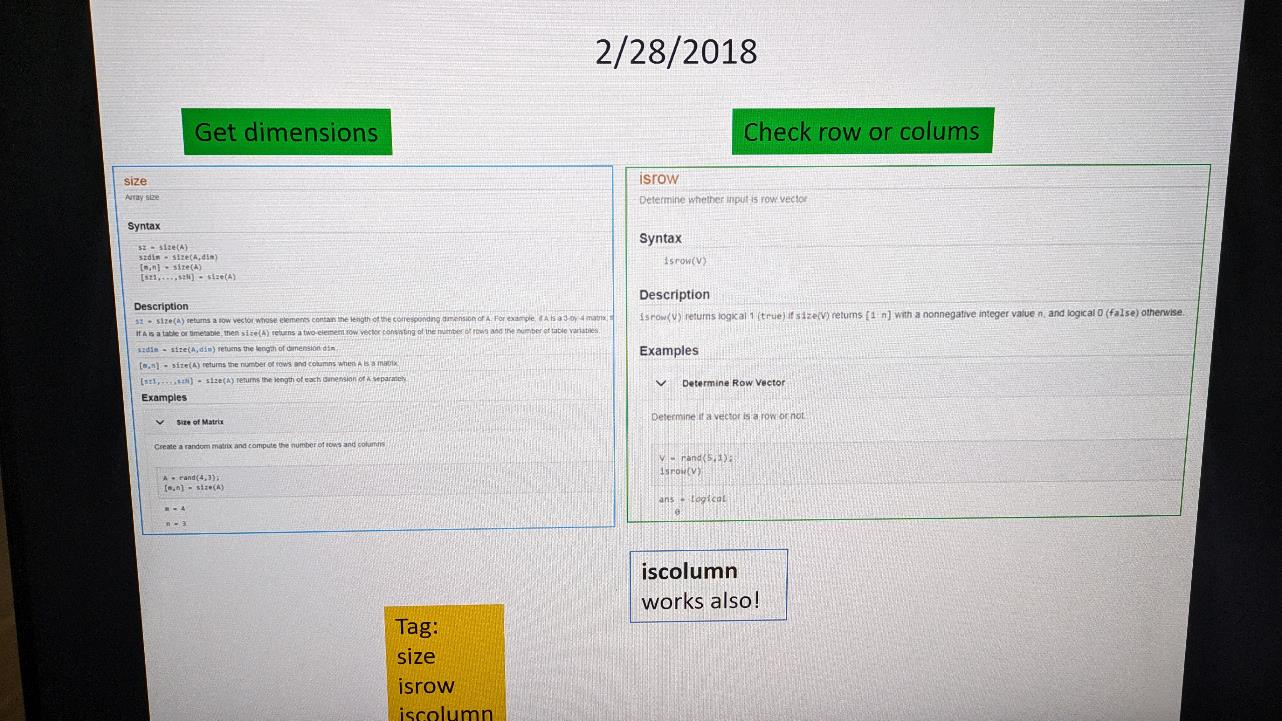 2/28/2018
Get dimensions
Check row or colums
size
Array size
Syntax
sz = size(A)
szdim = size(A,dim)
[m,n] = size(A)
[sz1,...,szN] = size(A)
Description
sz = size(A) returns a row vector whose elements contain the length of the corresponding dimension of A. For example, if A is a 3-by-4 matrix,
If A is a table or timetable, then size(A) returns a two-element row vector consisting of the number of rows and the number of table variables.
szdim = size(A,dim) returns the length of dimension dim.
[m,n] = size(A) returns the number of rows and columns when A is a matrix.
[sz1,...,szN] = size(A) returns the length of each dimension of A separately.
Examples
Size of Matrix
Create a random matrix and compute the number of rows and columns.
A = rand(4,3);
[m,n] = size(A)
m = 4
n = 3
isrow
Determine whether input is row vector
Syntax
isrow(V)
Description
isrow(V) returns logical 1 (true) if size(V) returns [1 n] with a nonnegative integer value n, and logical 0 (false) otherwise.
Examples
Determine Row Vector
Determine if a vector is a row or not.
V = rand(5,1);
isrow(V)
ans = logical
0
iscolumn
works also!
Tag:
size
isrow
iscolumn